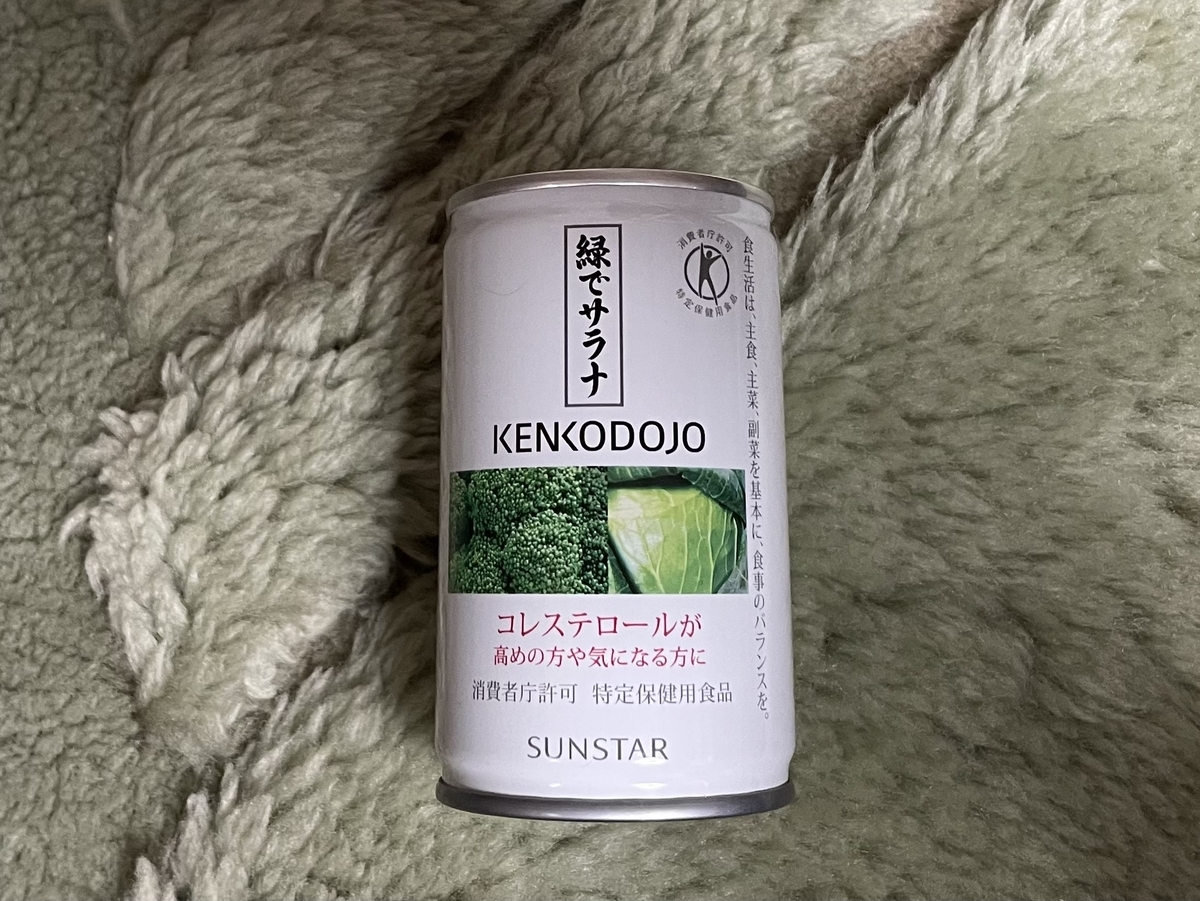 緑でサラナ
消費者庁許可
特定保健用食品
食生活は、主食、主菜、副菜を基本に、食事のバランスを。
KENKODOJO
コレステロールが
高めの方や気になる方に
消費者庁許可 特定保健用食品
SUNSTAR